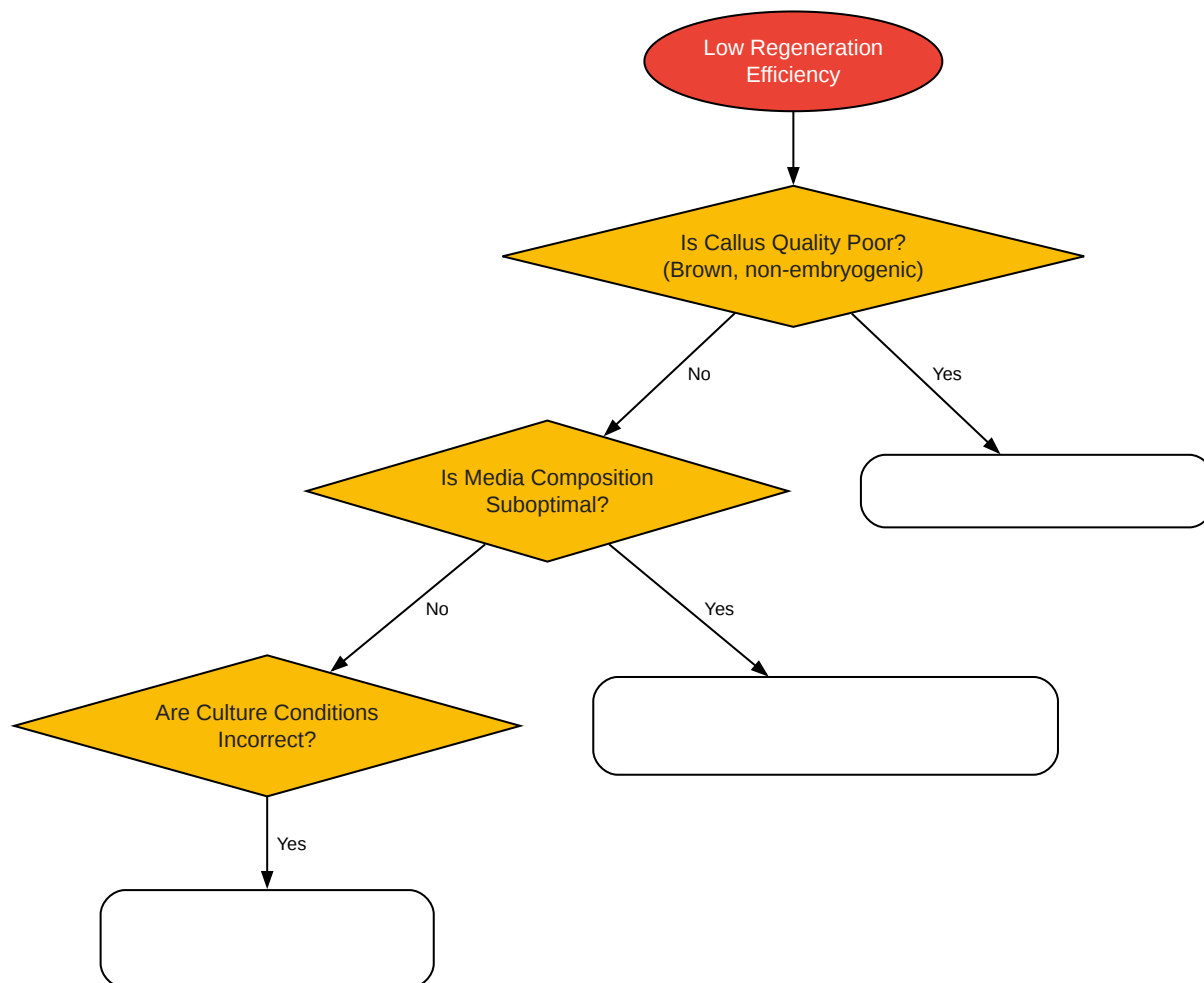 Low Regeneration
Efficiency
Is Callus Quality Poor?
(Brown, non-embryogenic)
No
Yes
Is Media Composition
Suboptimal?
No
Yes
Are Culture Conditions
Incorrect?
Yes